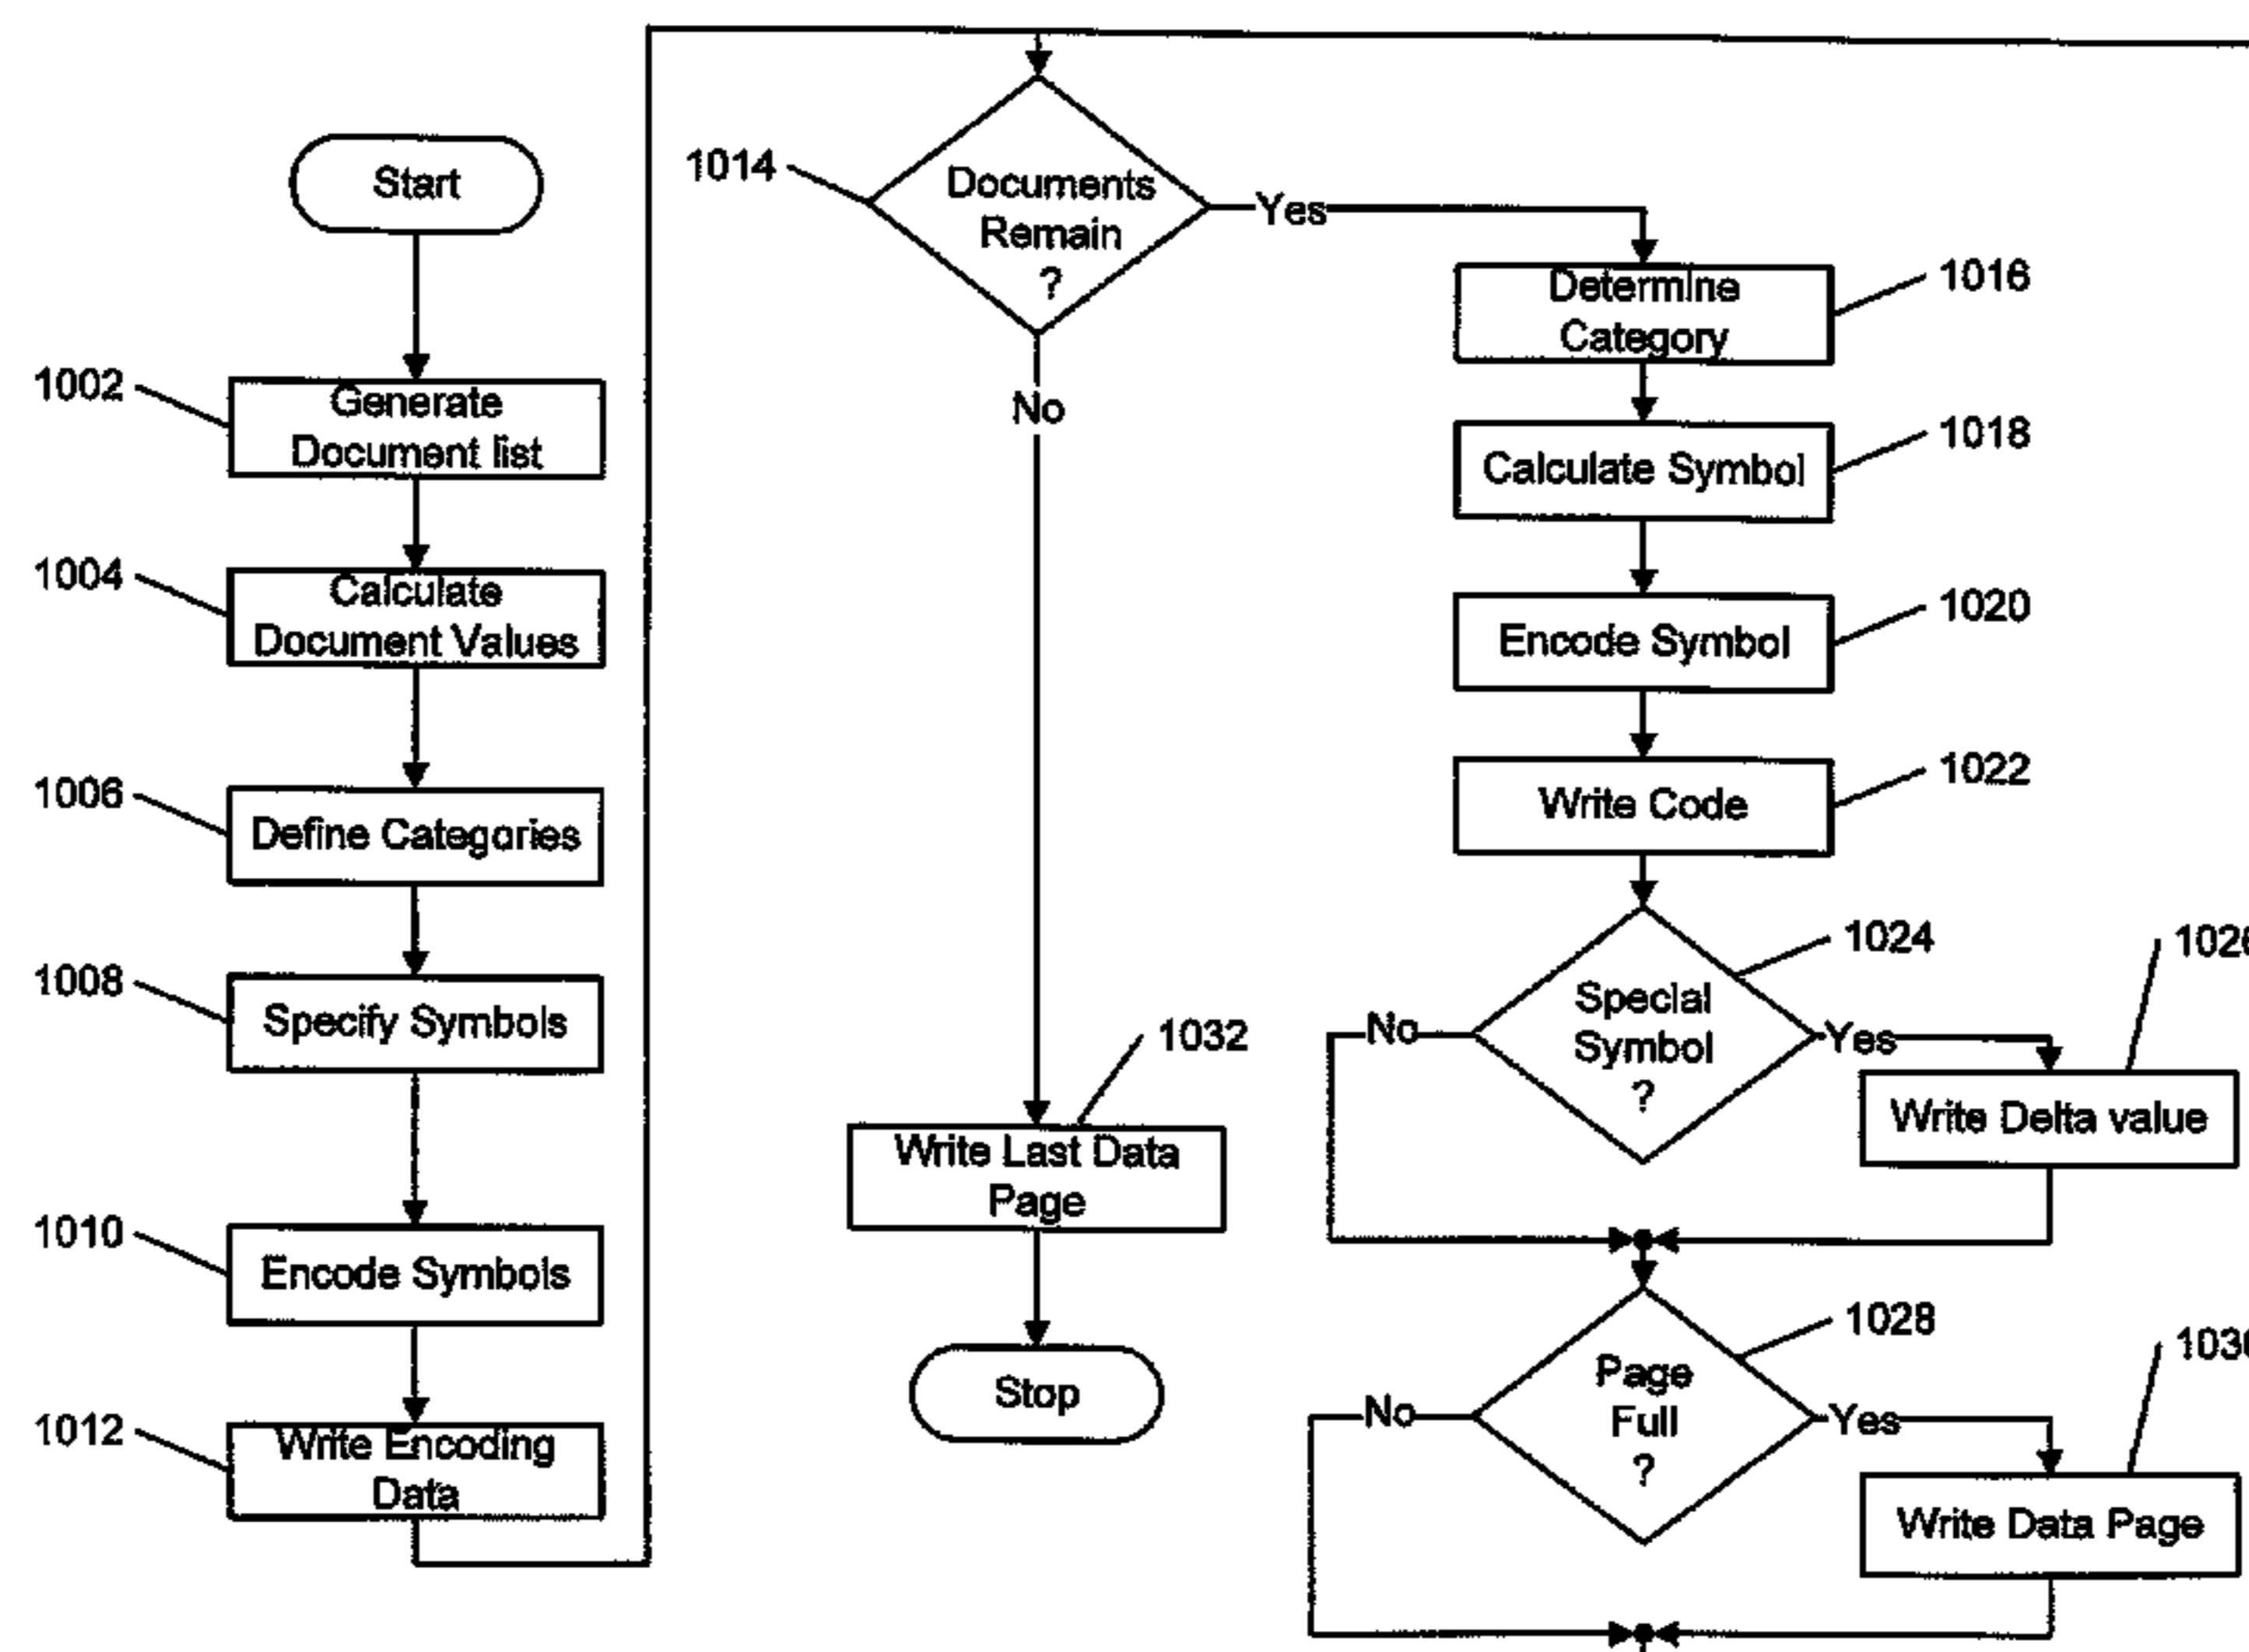 Start
1002
Generate
Document list
1004
Calculate
Document Values
1006
Define Categories
1008
Specify Symbols
1010
Encode Symbols
1012
Write Encoding
Data
1014
Documents
Remain
?
Yes
No
1016
Determine
Category
1018
Calculate Symbol
1020
Encode Symbol
1022
Write Code
1024
Special
Symbol
?
No
Yes
1026
Write Delta value
1028
Page
Full
?
No
Yes
1030
Write Data Page
1032
Write Last Data
Page
Stop